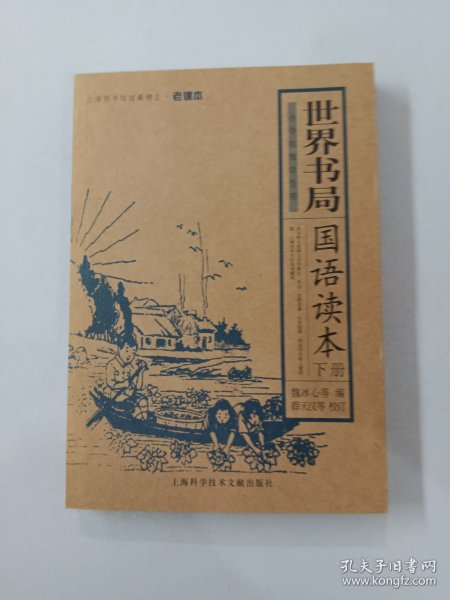 上海图书馆馆藏拂尘·老课本
世界书局
国语读本
下册
魏冰心等 编
薛天汉等 校订
上海科学技术文献出版社
孔夫子旧书网
www.kongfz.com